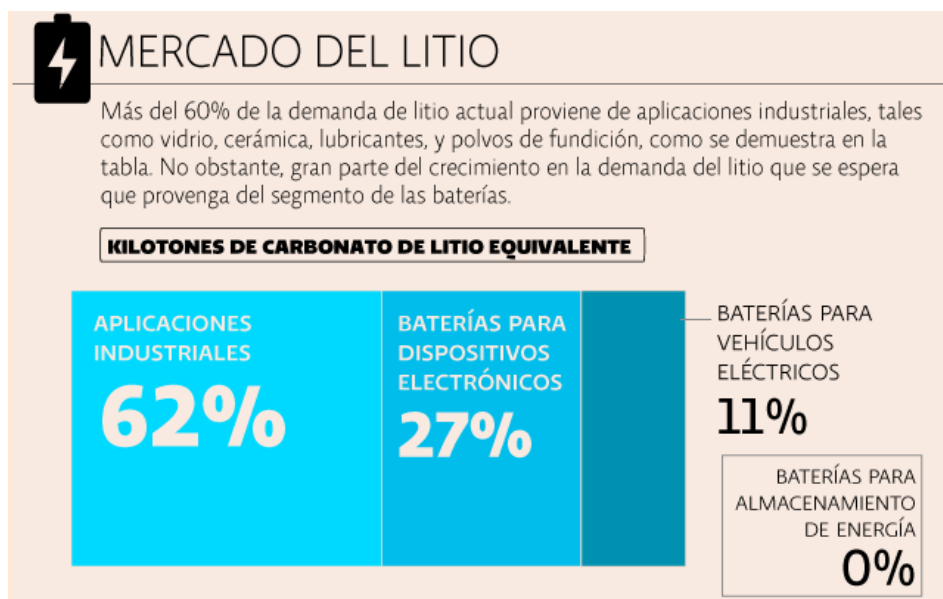 MERCADO DEL LITIO
Más del 60% de la demanda de litio actual proviene de aplicaciones industriales, tales
como vidrio, cerámica, lubricantes, y polvos de fundición, como se demuestra en la
tabla. No obstante, gran parte del crecimiento en la demanda del litio que se espera
que provenga del segmento de las baterías.
KILOTONES DE CARBONATO DE LITIO EQUIVALENTE
APLICACIONES
INDUSTRIALES
62%
BATERÍAS PARA
DISPOSITIVOS
ELECTRÓNICOS
27%
BATERÍAS PARA
VEHÍCULOS
ELÉCTRICOS
11%
BATERÍAS PARA
ALMACENAMIENTO
DE ENERGÍA
0%